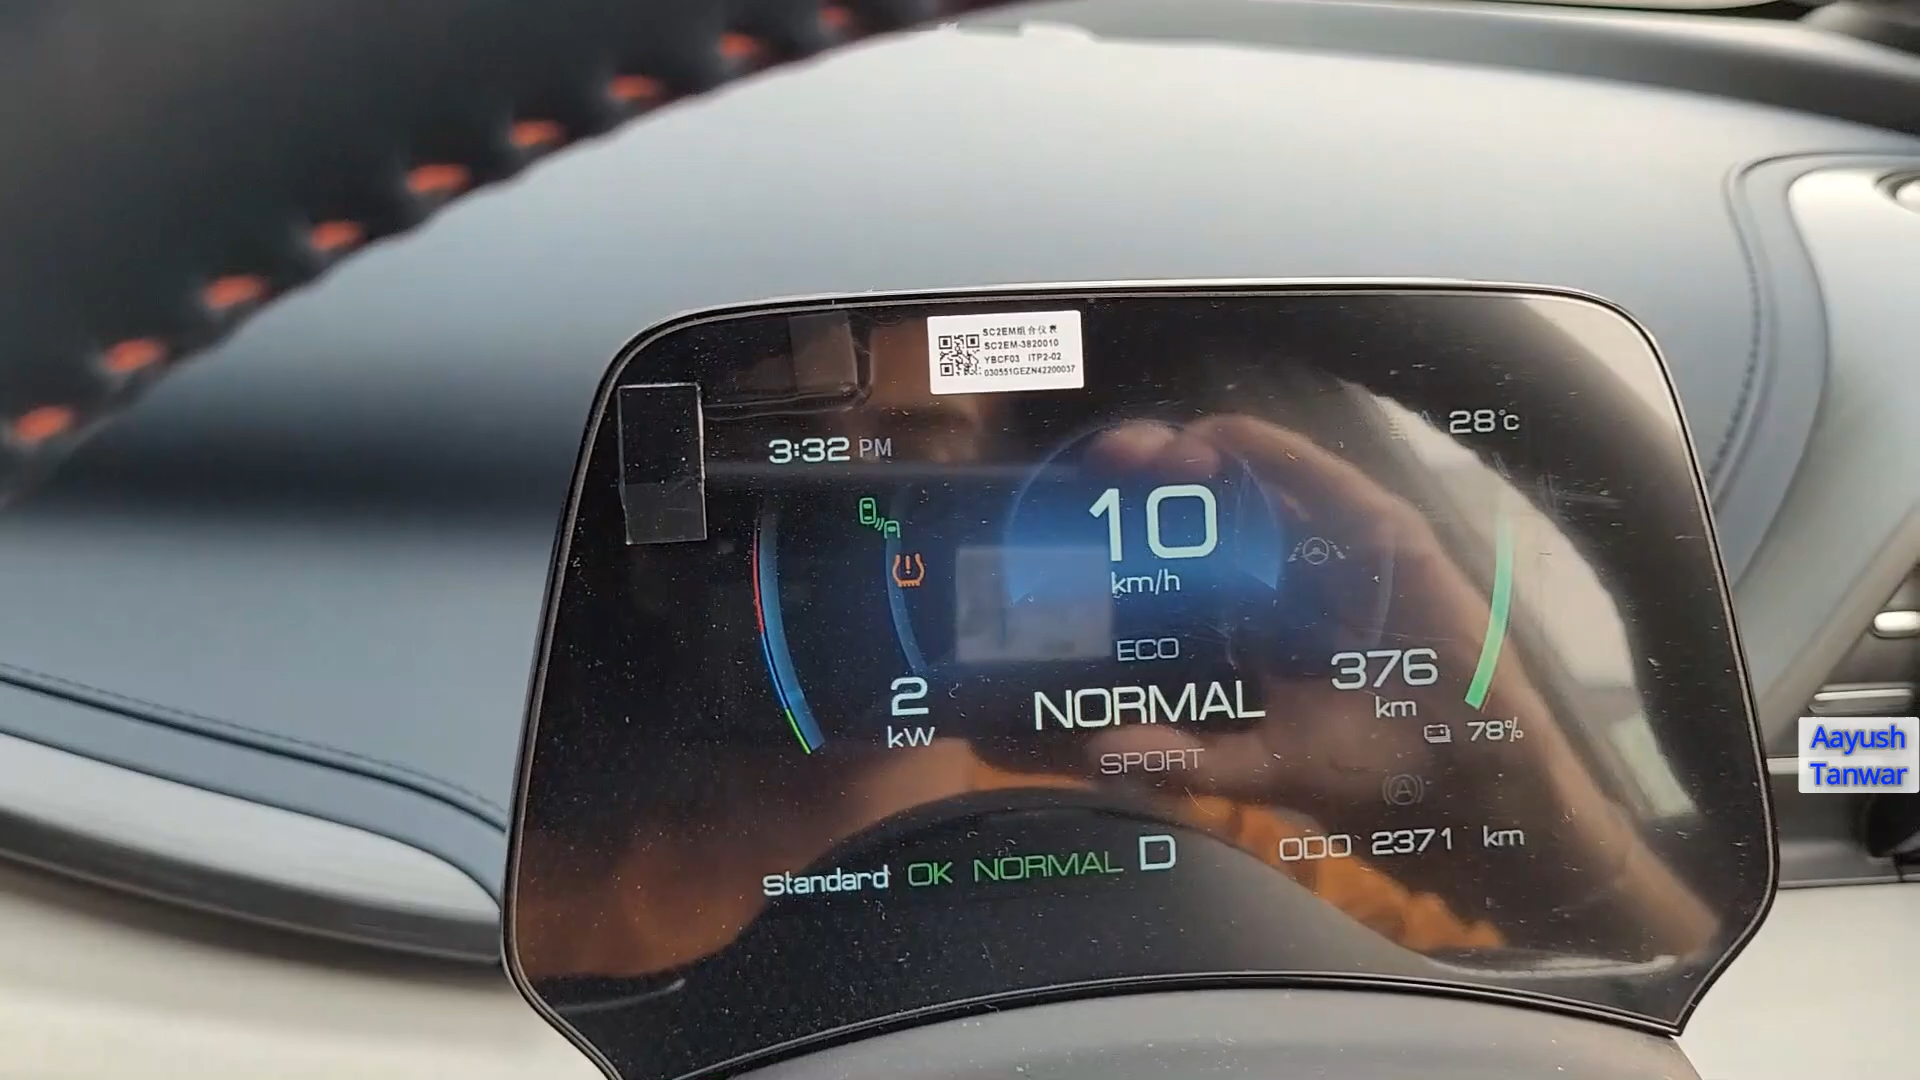 SC2EM组合仪表
SC2EM-3820010
YBCF03 ITP2-02
030551GEZN42200037
3:32 PM
28°c
10
km/h
ECO
NORMAL
SPORT
2
kW
376
km
78%
(A)
Standard OK NORMAL D
ODO 2371 km
Aayush
Tanwar